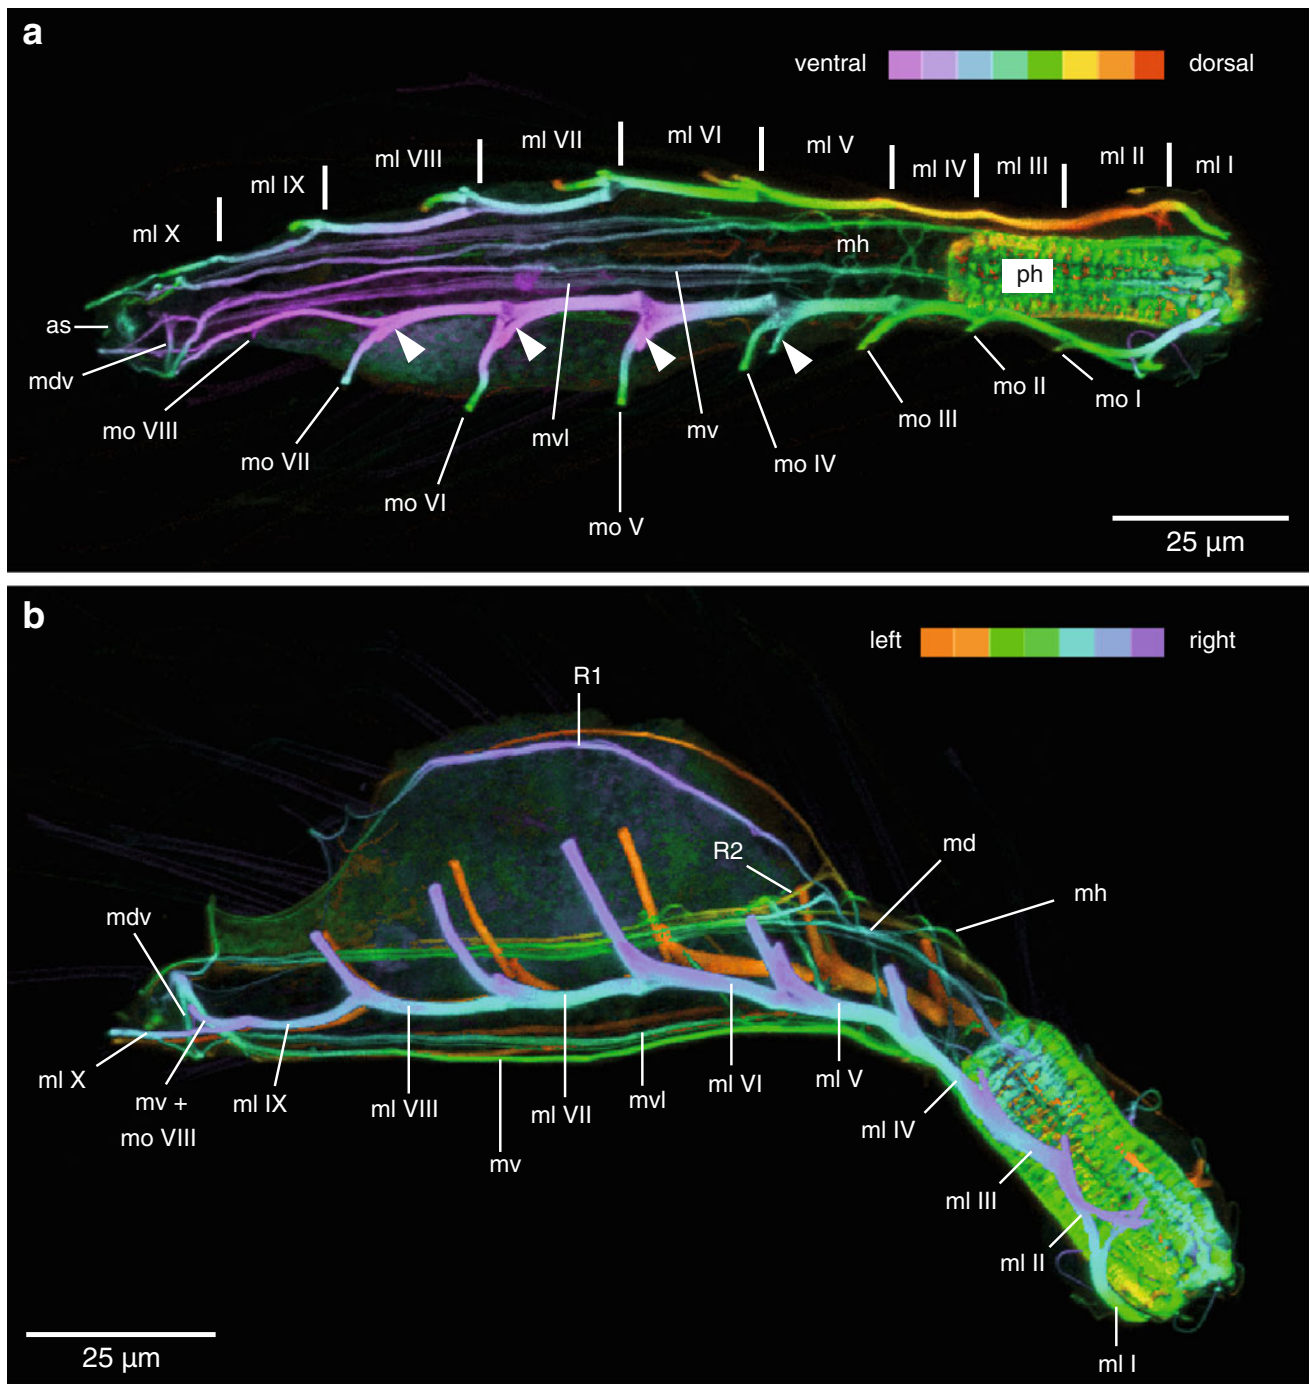 a
ventral
dorsal
ml X
ml IX
ml VIII
ml VII
ml VI
ml V
ml IV
ml III
ml II
ml I
mh
ph
as
mdv
mo VIII
mo VII
mo VI
mvl
mo V
mv
mo IV
mo III
mo II
mo I
25 µm
b
left
right
R1
R2
md
mh
mdv
ml X
mv +
mo VIII
ml IX
ml VIII
mv
ml VII
mvl
ml VI
ml V
ml IV
ml III
ml II
ml I
25 µm